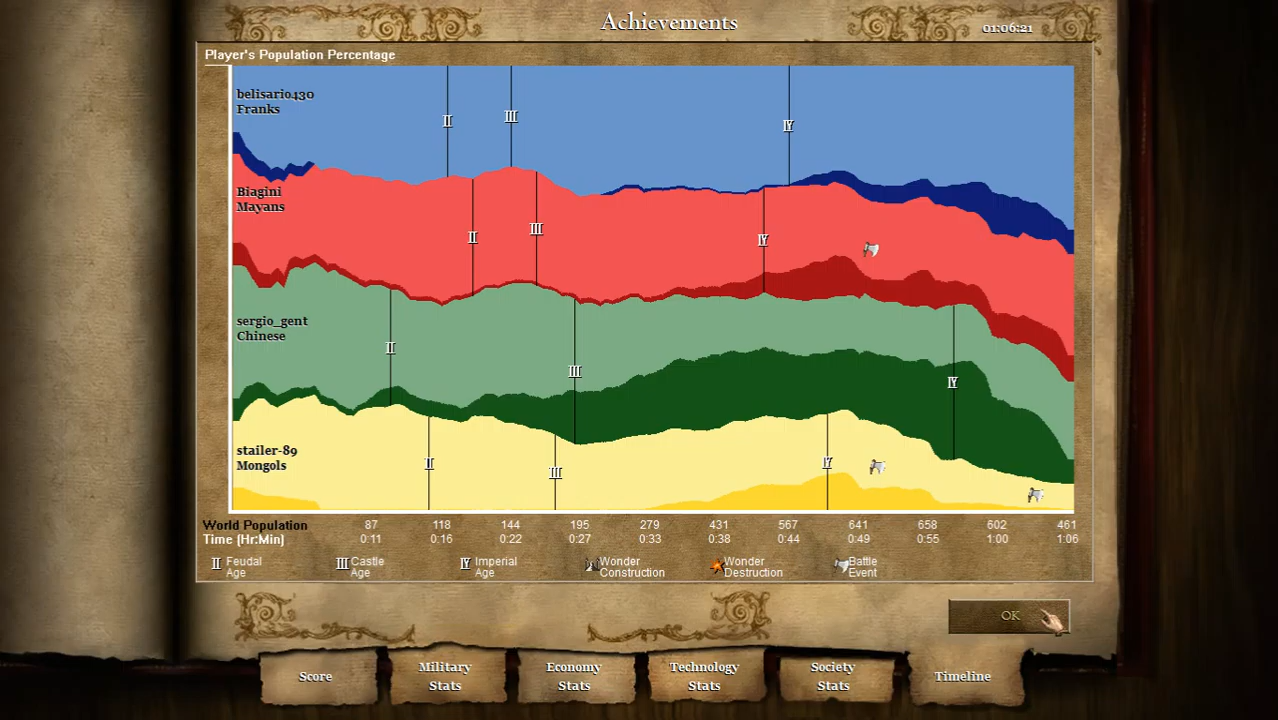 Achievements
01:06:21
Player's Population Percentage
belisario430
Franks
II III IV
Biagini
Mayans
II III IV
sergio_gent
Chinese
II III IV
stailer-89
Mongols
II III IV
World Population 87 118 144 195 279 431 567 641 658 602 461
Time (Hr:Min) 0:11 0:16 0:22 0:27 0:33 0:38 0:44 0:49 0:55 1:00 1:06
II Feudal Age
III Castle Age
IV Imperial Age
Wonder Construction
Wonder Destruction
Battle Event
OK
Score
Military Stats
Economy Stats
Technology Stats
Society Stats
Timeline